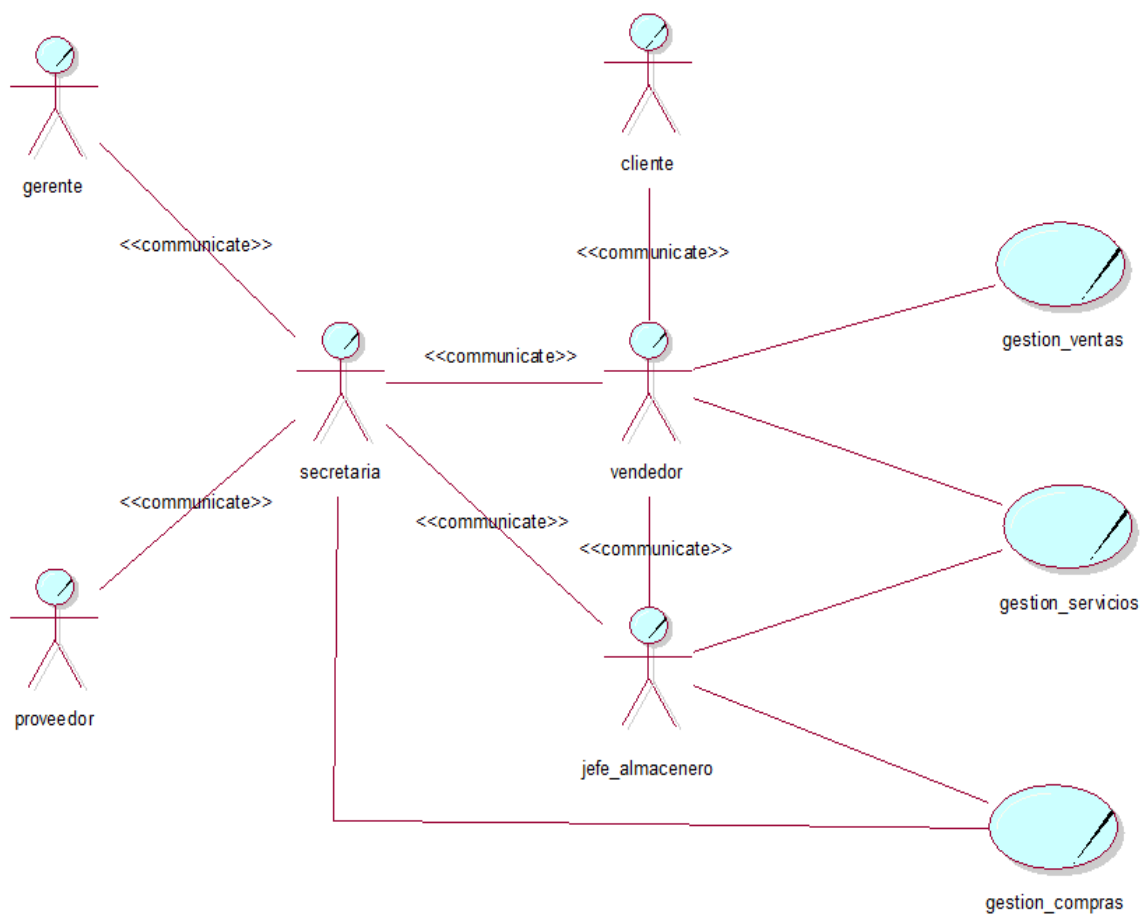 cliente
gerente
<<communicate>>
<<communicate>>
gestion_ventas
<<communicate>>
secretaria
vendedor
<<communicate>>
<<communicate>>
<<communicate>>
gestion_servicios
proveedor
jefe_almacenero
gestion_compras